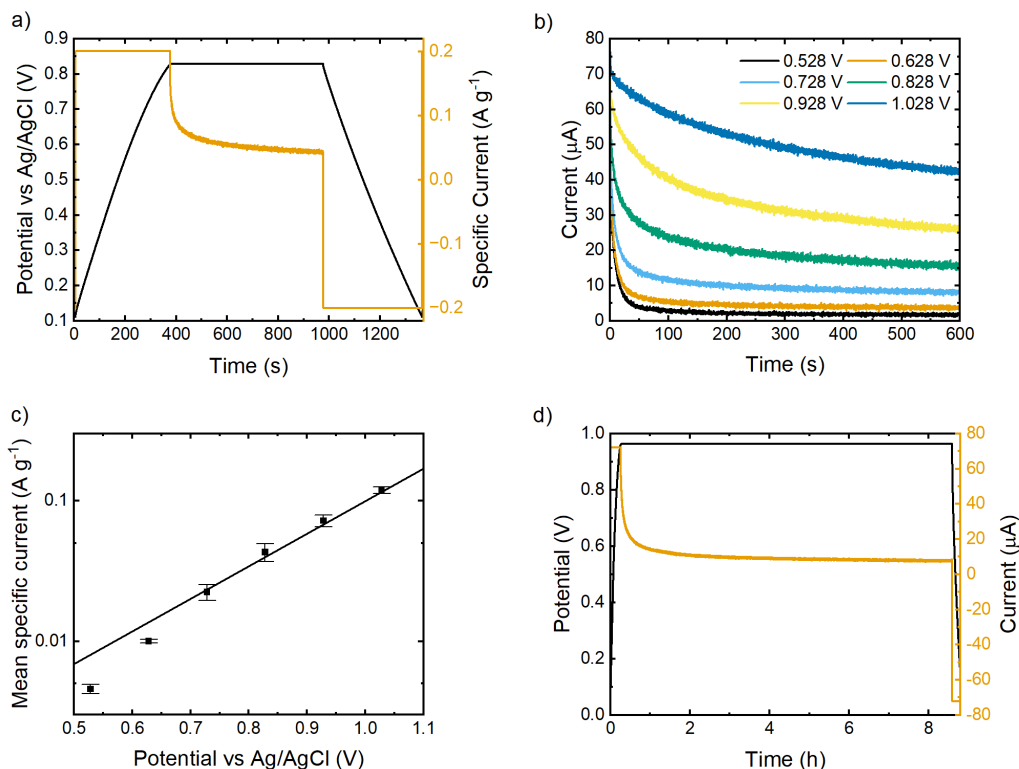 a)
Potential vs Ag/AgCl (V)
0.9
0.8
0.7
0.6
0.5
0.4
0.3
0.2
0.1
0 200 400 600 800 1000 1200
Time (s)
0.2
0.1
0.0
−0.1
−0.2
Specific Current (A g-1)
b)
Current (µA)
80
70
60
50
40
30
20
10
0
0.528 V 0.628 V
0.728 V 0.828 V
0.928 V 1.028 V
0 100 200 300 400 500 600
Time (s)
c)
Mean specific current (A g-1)
0.1
0.01
0.5 0.6 0.7 0.8 0.9 1.0 1.1
Potential vs Ag/AgCl (V)
d)
Potential (V)
1.0
0.8
0.6
0.4
0.2
0.0
0 2 4 6 8
Time (h)
80
60
40
20
0
-20
-40
-60
-80
Current (µA)